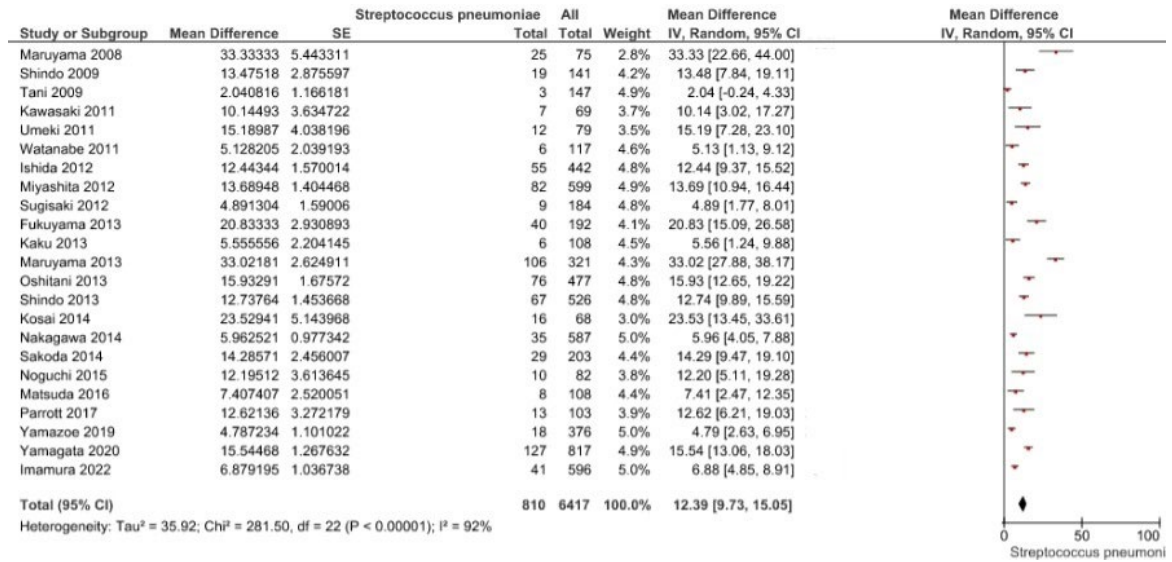 Streptococcus pneumoniae All Mean Difference Mean Difference
Study or Subgroup Mean Difference SE Total Total Weight IV, Random, 95% CI IV, Random, 95% CI
Maruyama 2008 33.33333 5.443311 25 75 2.8% 33.33 [22.66, 44.00]
Shindo 2009 13.47518 2.875597 19 141 4.2% 13.48 [7.84, 19.11]
Tani 2009 2.040816 1.166181 3 147 4.9% 2.04 [-0.24, 4.33]
Kawasaki 2011 10.14493 3.634722 7 69 3.8% 10.14 [3.02, 17.27]
Umeki 2011 15.18987 4.038196 12 79 3.5% 15.19 [7.28, 23.10]
Watanabe 2011 5.128205 2.039193 6 117 4.6% 5.13 [1.13, 9.12]
Ishida 2012 12.44344 1.570014 55 442 4.8% 12.44 [9.37, 15.52]
Miyashita 2012 13.68948 1.404468 82 599 4.9% 13.69 [10.94, 16.44]
Sugisaki 2012 4.891304 1.59006 9 184 4.8% 4.89 [1.77, 8.01]
Fukuyama 2013 20.83333 2.930893 40 192 4.1% 20.83 [15.09, 26.58]
Kaku 2013 5.555556 2.204145 6 108 4.5% 5.56 [1.24, 9.88]
Maruyama 2013 33.02181 2.624911 106 321 4.3% 33.02 [27.88, 38.17]
Oshitani 2013 15.93291 1.67572 76 477 4.8% 15.93 [12.65, 19.22]
Shindo 2013 12.73764 1.453668 67 526 4.8% 12.74 [9.89, 15.59]
Kosai 2014 23.52941 5.143968 16 68 3.0% 23.53 [13.45, 33.61]
Nakagawa 2014 5.962521 0.977342 35 587 5.0% 5.96 [4.05, 7.88]
Sakoda 2014 14.28571 2.456007 29 203 4.4% 14.29 [9.47, 19.10]
Noguchi 2015 12.19512 3.613645 10 82 3.8% 12.20 [5.11, 19.28]
Matsuda 2016 7.407407 2.520051 8 108 4.4% 7.41 [2.47, 12.35]
Parrott 2017 12.62136 3.272179 13 103 3.9% 12.62 [6.21, 19.03]
Yamazoe 2019 4.787234 1.101022 18 376 5.0% 4.79 [2.63, 6.95]
Yamagata 2020 15.54468 1.267632 127 817 4.9% 15.54 [13.06, 18.03]
Imamura 2022 6.879195 1.036738 41 596 5.0% 6.88 [4.85, 8.91]
Total (95% CI) 810 6417 100.0% 12.39 [9.73, 15.05]
Heterogeneity: Tau² = 35.92; Chi² = 281.50, df = 22 (P < 0.00001); I² = 92%
0 50 100
Streptococcus pneumoni